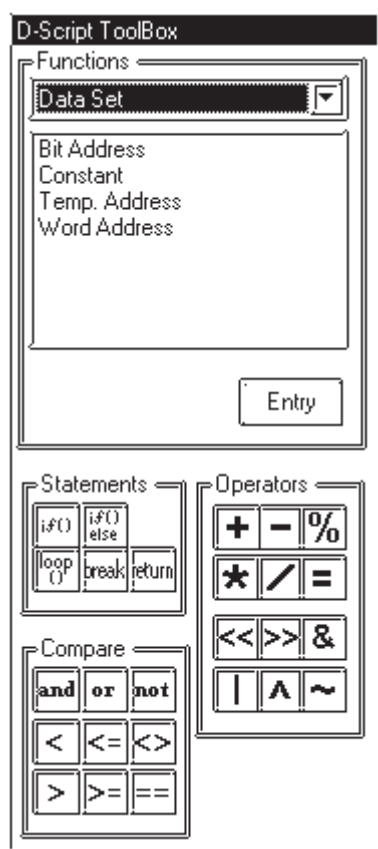 D-Script ToolBox
Functions
Data Set
Bit Address
Constant
Temp. Address
Word Address
Entry
Statements
if()
if()
else
loop
()
break
return
Operators
+ - %
* / =
<< >> &
| ^ ~
Compare
and or not
< <= <>
> >= ==